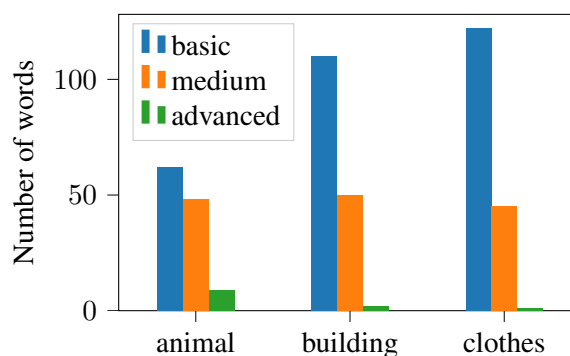 Number of words
100
50
0
basic
medium
advanced
animal building clothes